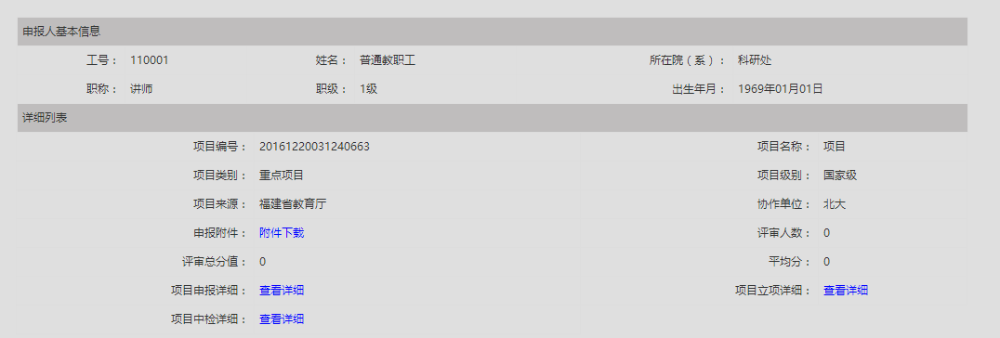 申报人基本信息
工号： 110001 姓名： 普通教职工 所在院（系）： 科研处
职称： 讲师 职级： 1级 出生年月： 1969年01月01日
详细列表
项目编号： 20161220031240663 项目名称： 项目
项目类别： 重点项目 项目级别： 国家级
项目来源： 福建省教育厅 协作单位： 北大
申报附件： 附件下载 评审人数： 0
评审总分值： 0 平均分： 0
项目申报详细： 查看详细 项目立项详细： 查看详细
项目中检详细： 查看详细